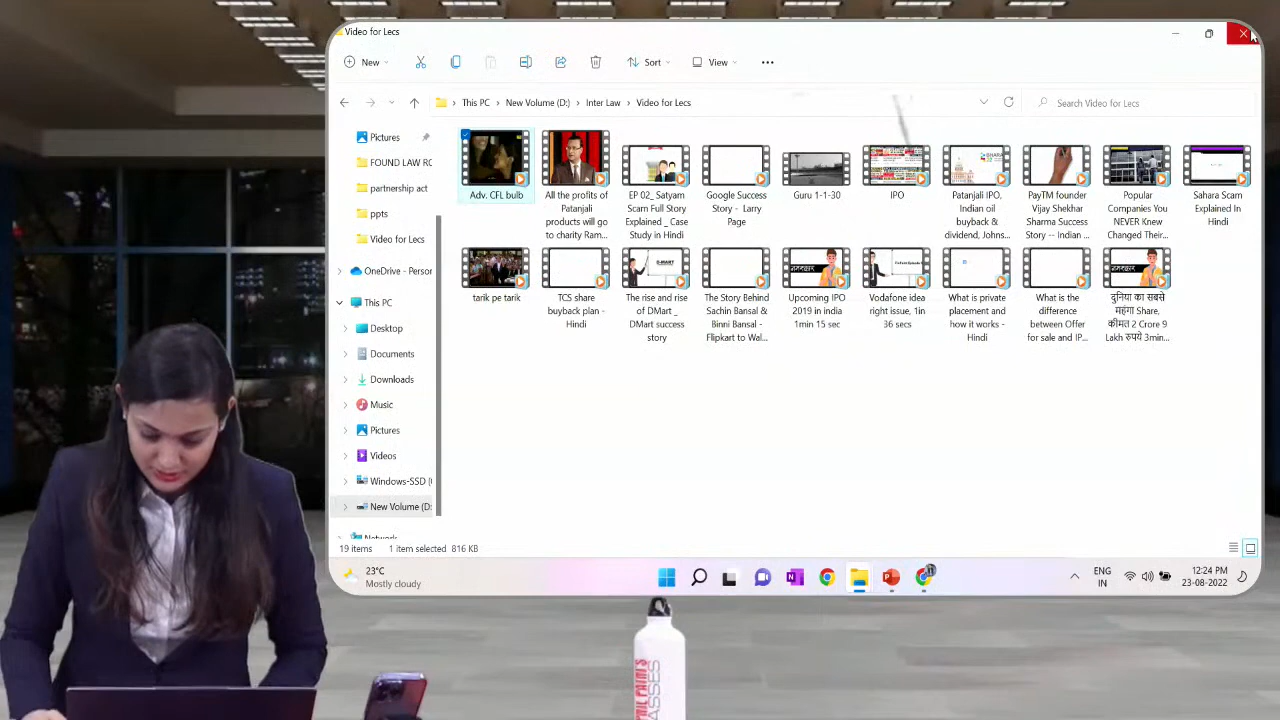 Video for Lecs
New
Sort
View
This PC
New Volume (D:)
Inter Law
Video for Lecs
Search Video for Lecs
Pictures
FOUND LAW RC
partnership act
ppts
Video for Lecs
OneDrive - Person
This PC
Desktop
Documents
Downloads
Music
Pictures
Videos
Windows-SSD (
New Volume (D:
Network
Adv. CFL bulb
All the profits of
Patanjali
products will go
to charity Ram...
EP 02_ Satyam
Scam Full Story
Explained _ Case
Study in Hindi
Google Success
Story - Larry
Page
Guru 1-1-30
IPO
Patanjali IPO,
Indian oil
buyback &
dividend, Johns...
PayTM founder
Vijay Shekhar
Sharma Success
Story -- Indian ...
Popular
Companies You
NEVER Knew
Changed Their...
Sahara Scam
Explained In
Hindi
tarik pe tarik
TCS share
buyback plan -
Hindi
The rise and rise
of DMart _
DMart success
story
The Story Behind
Sachin Bansal &
Binni Bansal -
Flipkart to Wal...
Upcoming IPO
2019 in india
1min 15 sec
Vodafone idea
right issue, 1in
36 secs
What is private
placement and
how it works -
Hindi
What is the
difference
between Offer
for sale and IP...
दुनिया का सबसे
महंगा Share,
कीमत 2 Crore 9
Lakh रुपये 3min...
19 items
1 item selected 816 KB
23°C
Mostly cloudy
ENG
IN
12:24 PM
23-08-2022